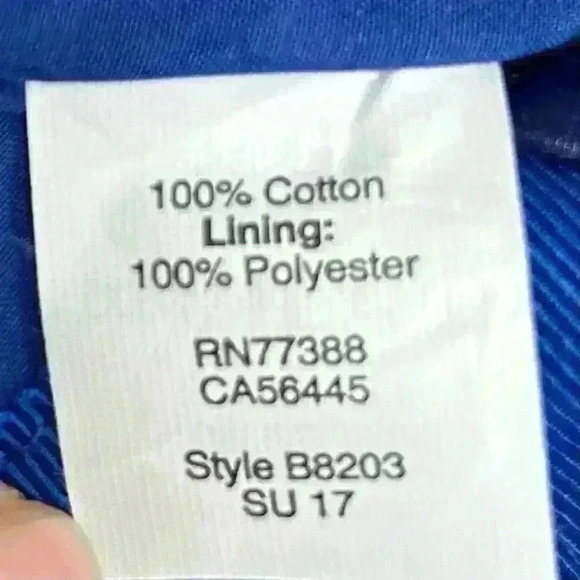 100% Cotton
Lining:
100% Polyester
RN77388
CA56445
Style B8203
SU 17